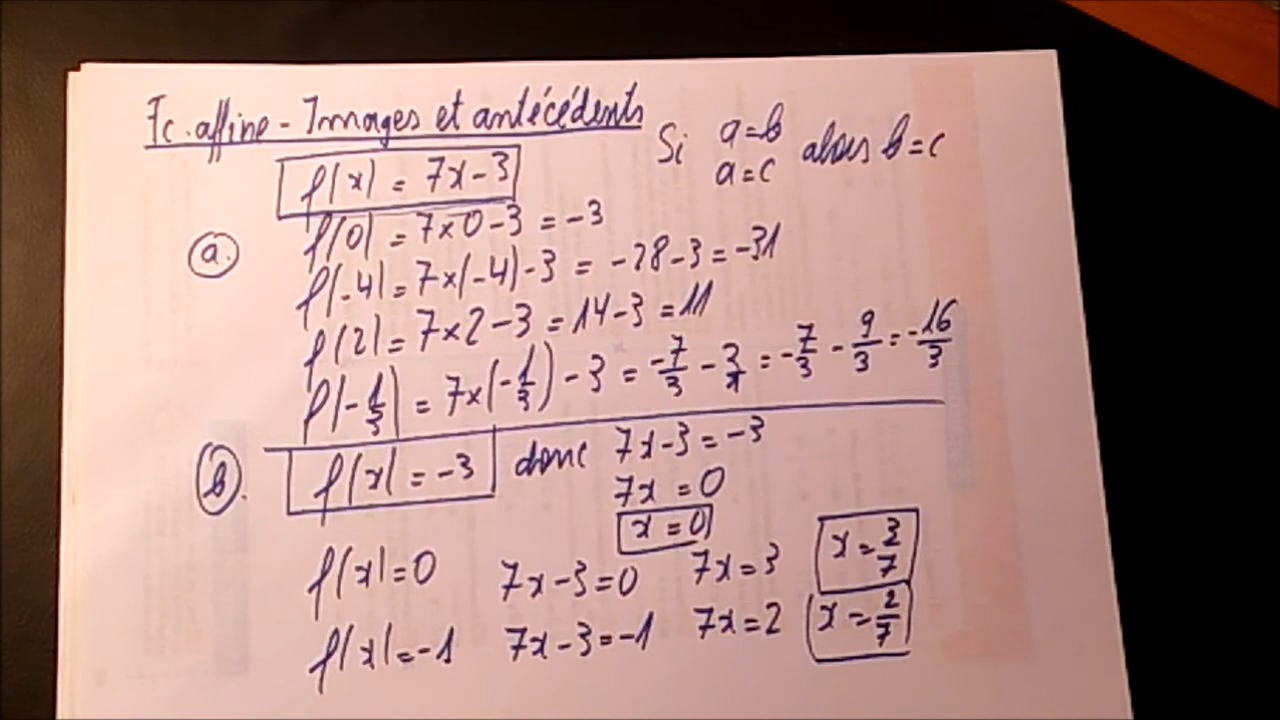 Fc. affine - Images et antécédents
Si a=b
a=c alors b=c
f(x) = 7x-3
a. f(0) = 7×0-3 = -3
f(-4) = 7×(-4)-3 = -28-3 = -31
f(2) = 7×2-3 = 14-3 = 11
f(-1/3) = 7×(-1/3) - 3 = -7/3 - 3/1 = -7/3 - 9/3 = -16/3
b. f(x) = -3 donc 7x-3 = -3
7x = 0
x = 0
f(x) = 0 7x-3 = 0 7x = 3 x = 3/7
f(x) = -1 7x-3 = -1 7x = 2 x = 2/7